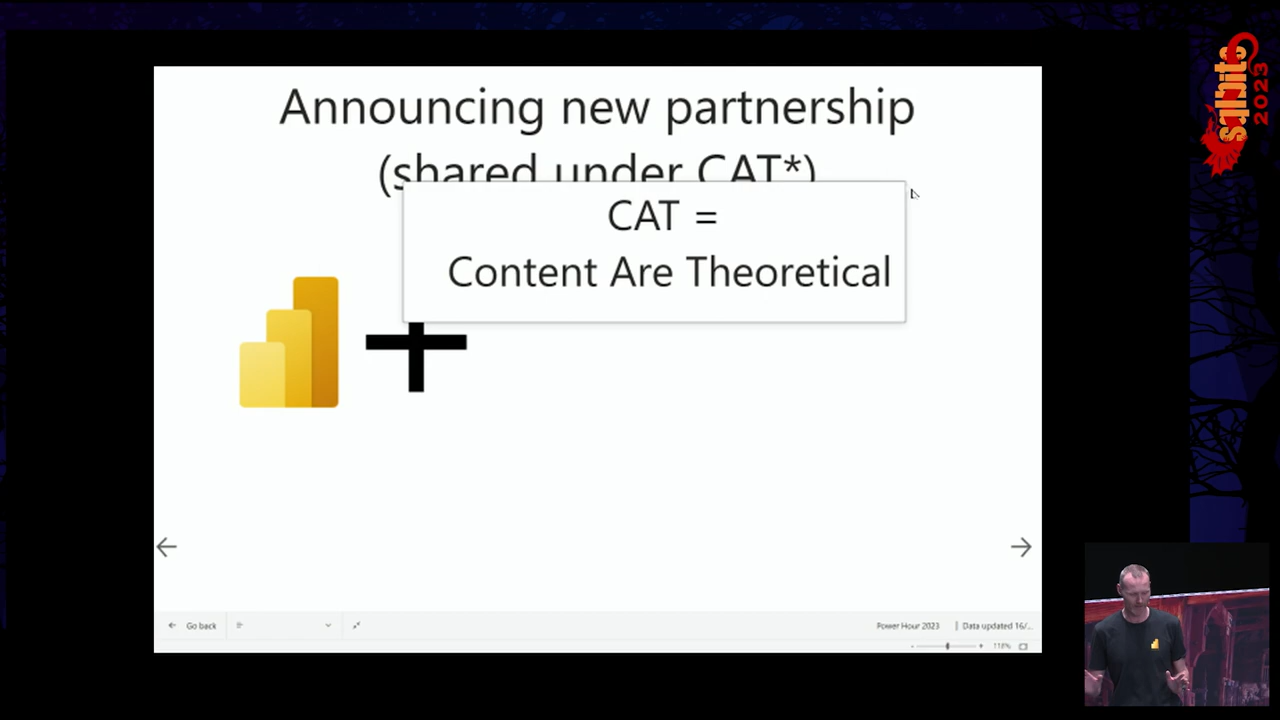 Announcing new partnership
(shared under CAT*)
CAT =
Content Are Theoretical
Go back
Power Hour 2023
Data updated 16/...
118%
sqlbits
2023